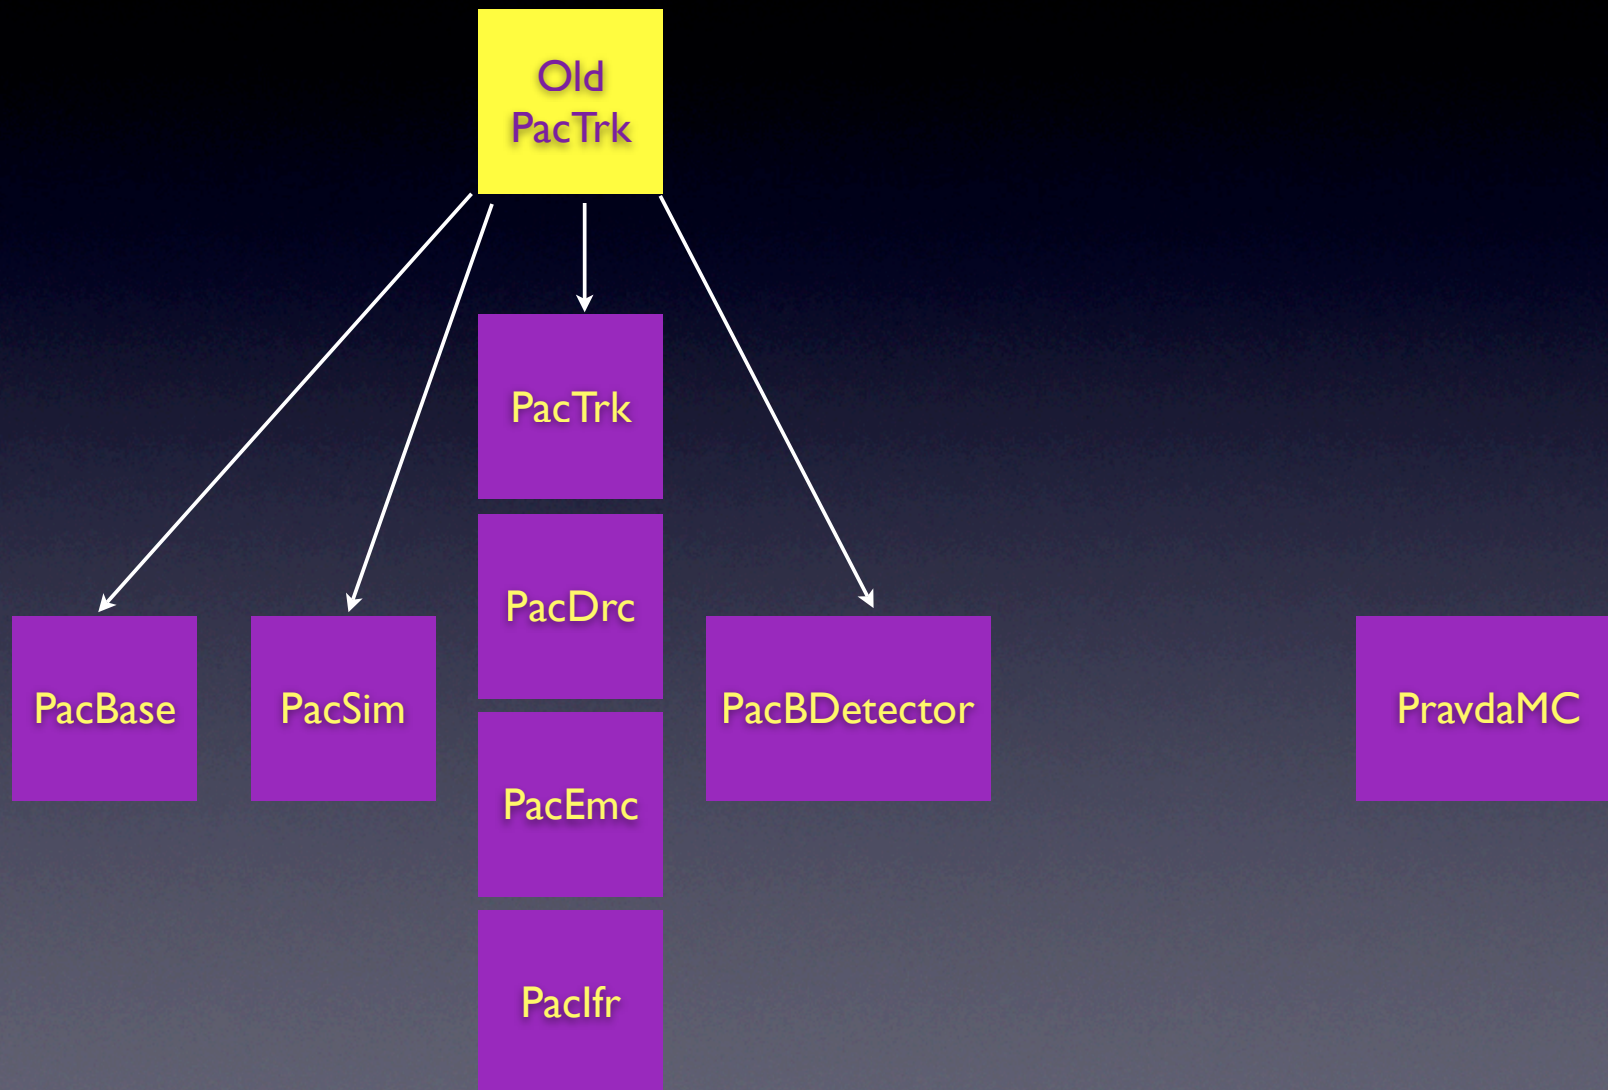 Old
PacTrk
PacTrk
PacDrc
PacBase
PacSim
PacBDetector
PravdaMC
PacEmc
PacIfr